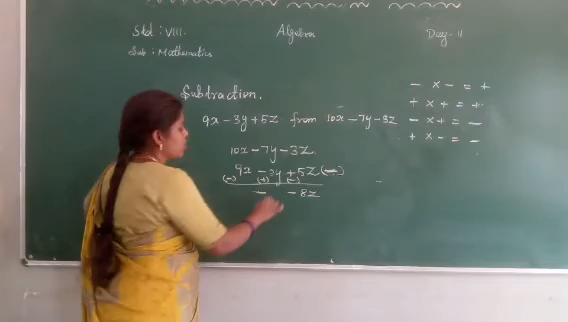 Std : VIII. Algebra Day - 11
Sub : Mathematics
Subtraction.
- × - = +
+ × + = +
- × + = -
+ × - = -
9x - 3y + 5z from 10x - 7y - 3z
10x - 7y - 3z
9x - 3y + 5z (-)
(-) (+) (-)
- - 8z